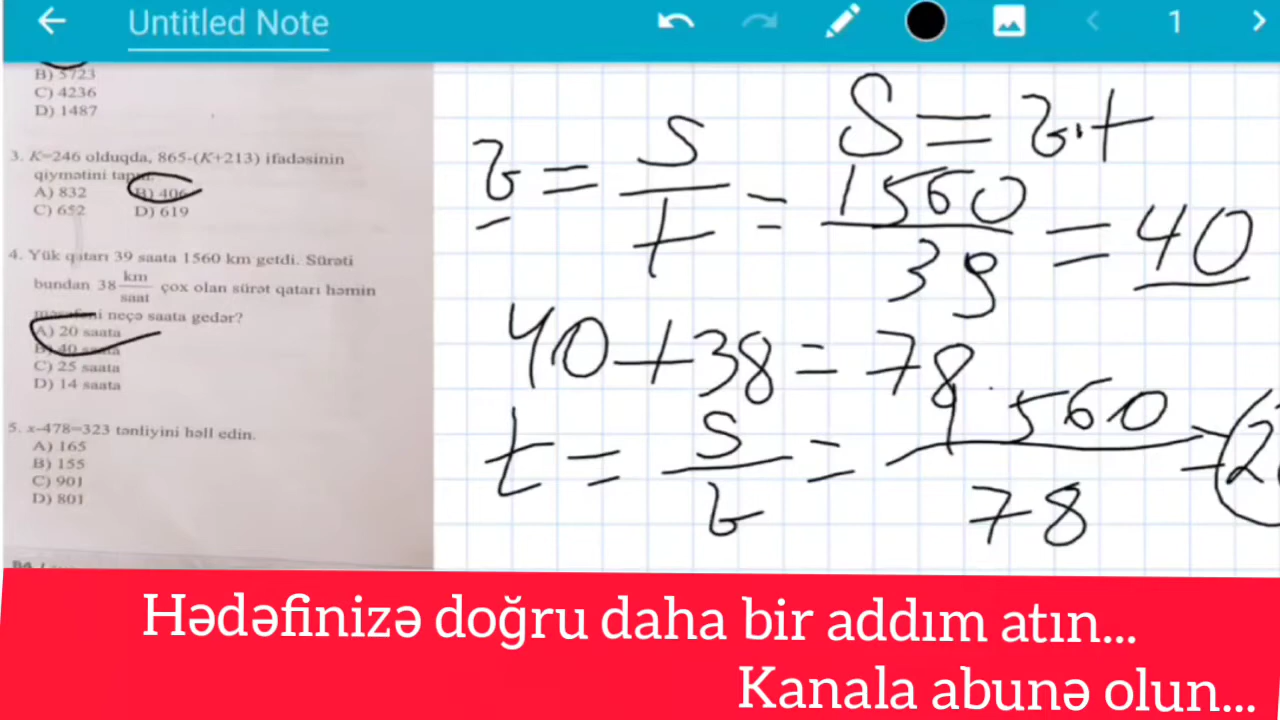 Untitled Note
1
B) 5723
C) 4236
D) 1487
3. K=246 olduqda, 865-(K+213) ifadəsinin
qiymətini tapın.
A) 832 B) 406
C) 652 D) 619
4. Yük qatarı 39 saata 1560 km getdi. Sürəti
bundan 38 km/saat çox olan sürət qatarı həmin
məsafəni neçə saata gedər?
A) 20 saata
B) 40 saata
C) 25 saata
D) 14 saata
5. x-478=323 tənliyini həll edin.
A) 165
B) 155
C) 901
D) 801
S = v·t
v = s/t = 1560/39 = 40
40+38=78
t = s/v = 1560/78 =
Hədəfinizə doğru daha bir addım atın...
Kanala abunə olun...